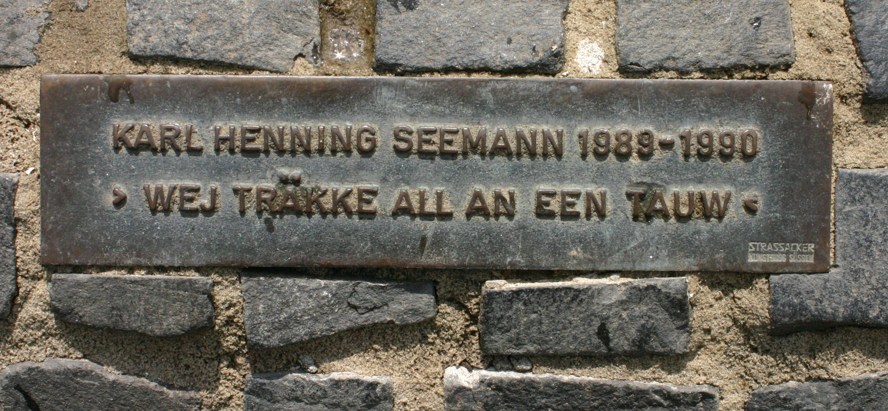 KARL HENNING SEEMANN 1989-1990
› WEJ TRÄKKE ALL AN EEN TAUW ‹
STRASSACKER